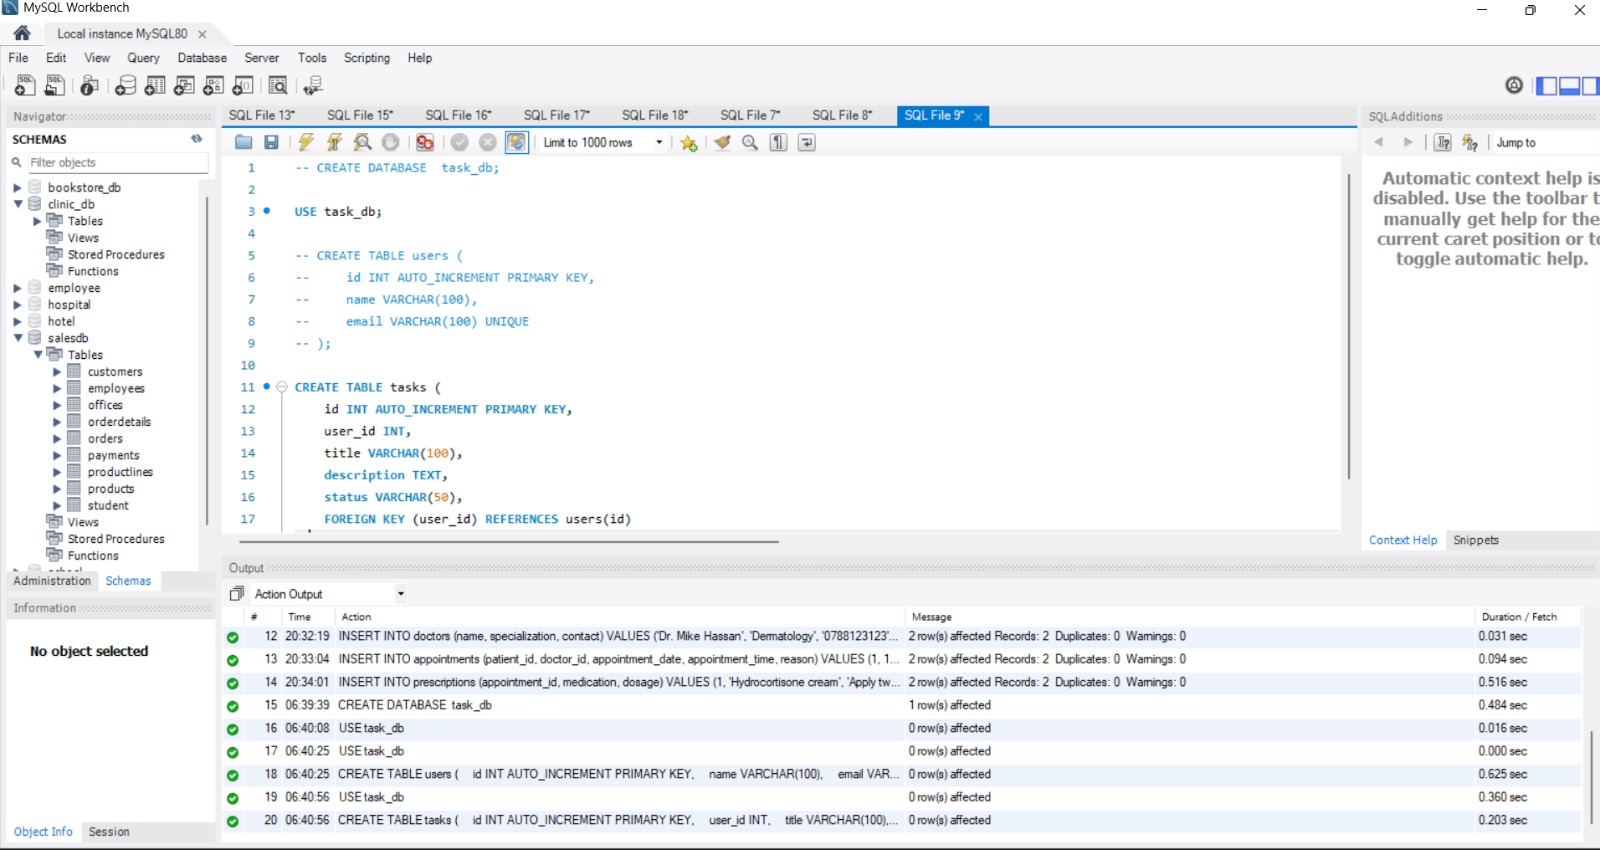 MySQL Workbench
Local instance MySQL80
File Edit View Query Database Server Tools Scripting Help
Navigator
SCHEMAS
Filter objects
bookstore_db
clinic_db
Tables
Views
Stored Procedures
Functions
employee
hospital
hotel
salesdb
Tables
customers
employees
offices
orderdetails
orders
payments
productlines
products
student
Views
Stored Procedures
Functions
Administration Schemas
Information
No object selected
Object Info Session
SQL File 13* SQL File 15* SQL File 16* SQL File 17* SQL File 18* SQL File 7* SQL File 8* SQL File 9*
Limit to 1000 rows
1 -- CREATE DATABASE task_db;
2
3 USE task_db;
4
5 -- CREATE TABLE users (
6 -- id INT AUTO_INCREMENT PRIMARY KEY,
7 -- name VARCHAR(100),
8 -- email VARCHAR(100) UNIQUE
9 -- );
10
11 CREATE TABLE tasks (
12 id INT AUTO_INCREMENT PRIMARY KEY,
13 user_id INT,
14 title VARCHAR(100),
15 description TEXT,
16 status VARCHAR(50),
17 FOREIGN KEY (user_id) REFERENCES users(id)
SQLAdditions
Jump to
Automatic context help is
disabled. Use the toolbar t
manually get help for the
current caret position or to
toggle automatic help.
Context Help Snippets
Output
Action Output
# Time Action Message Duration / Fetch
12 20:32:19 INSERT INTO doctors (name, specialization, contact) VALUES ('Dr. Mike Hassan', 'Dermatology', '0788123123'... 2 row(s) affected Records: 2 Duplicates: 0 Warnings: 0 0.031 sec
13 20:33:04 INSERT INTO appointments (patient_id, doctor_id, appointment_date, appointment_time, reason) VALUES (1, 1... 2 row(s) affected Records: 2 Duplicates: 0 Warnings: 0 0.094 sec
14 20:34:01 INSERT INTO prescriptions (appointment_id, medication, dosage) VALUES (1, 'Hydrocortisone cream', 'Apply tw... 2 row(s) affected Records: 2 Duplicates: 0 Warnings: 0 0.516 sec
15 06:39:39 CREATE DATABASE task_db 1 row(s) affected 0.484 sec
16 06:40:08 USE task_db 0 row(s) affected 0.016 sec
17 06:40:25 USE task_db 0 row(s) affected 0.000 sec
18 06:40:25 CREATE TABLE users ( id INT AUTO_INCREMENT PRIMARY KEY, name VARCHAR(100), email VAR... 0 row(s) affected 0.625 sec
19 06:40:56 USE task_db 0 row(s) affected 0.360 sec
20 06:40:56 CREATE TABLE tasks ( id INT AUTO_INCREMENT PRIMARY KEY, user_id INT, title VARCHAR(100),... 0 row(s) affected 0.203 sec